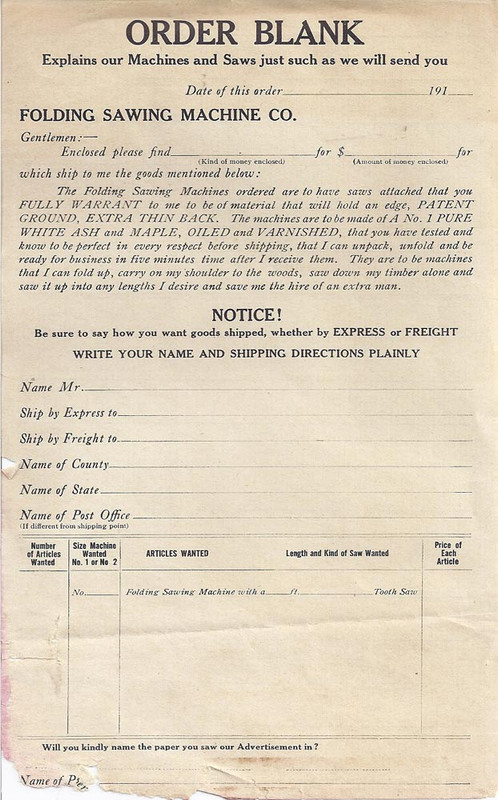 ORDER BLANK
Explains our Machines and Saws just such as we will send you
Date of this order 191
FOLDING SAWING MACHINE CO.
Gentlemen:—
Enclosed please find for $ for
(Kind of money enclosed) (Amount of money enclosed)
which ship to me the goods mentioned below:
The Folding Sawing Machines ordered are to have saws attached that you
FULLY WARRANT to me to be of material that will hold an edge, PATENT
GROUND, EXTRA THIN BACK. The machines are to be made of A No. 1 PURE
WHITE ASH and MAPLE, OILED and VARNISHED, that you have tested and
know to be perfect in every respect before shipping, that I can unpack, unfold and be
ready for business in five minutes time after I receive them. They are to be machines
that I can fold up, carry on my shoulder to the woods, saw down my timber alone and
saw it up into any lengths I desire and save me the hire of an extra man.
NOTICE!
Be sure to say how you want goods shipped, whether by EXPRESS or FREIGHT
WRITE YOUR NAME AND SHIPPING DIRECTIONS PLAINLY
Name Mr.
Ship by Express to
Ship by Freight to
Name of County
Name of State
Name of Post Office
(If different from shipping point)
Number of Articles Wanted
Size Machine Wanted No. 1 or No 2
ARTICLES WANTED
Length and Kind of Saw Wanted
Price of Each Article
No. Folding Sawing Machine with a ft. Tooth Saw
Will you kindly name the paper you saw our Advertisement in?
Name of